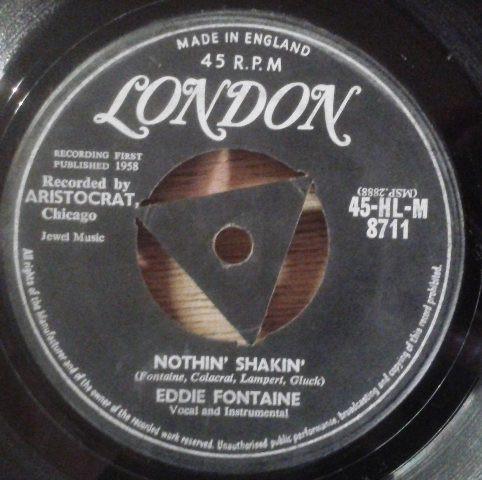 MADE IN ENGLAND
45 R.P.M
LONDON
RECORDING FIRST
PUBLISHED 1958
Recorded by
ARISTOCRAT,
Chicago
Jewel Music
(MSP.2888)
45-HL-M
8711
NOTHIN' SHAKIN'
(Fontaine, Colacrai, Lampert, Gluck)
EDDIE FONTAINE
Vocal and Instrumental
All rights of the Manufacturer and of the owner of the recorded work reserved. Unauthorised public performance, broadcasting and copying of this record prohibited.